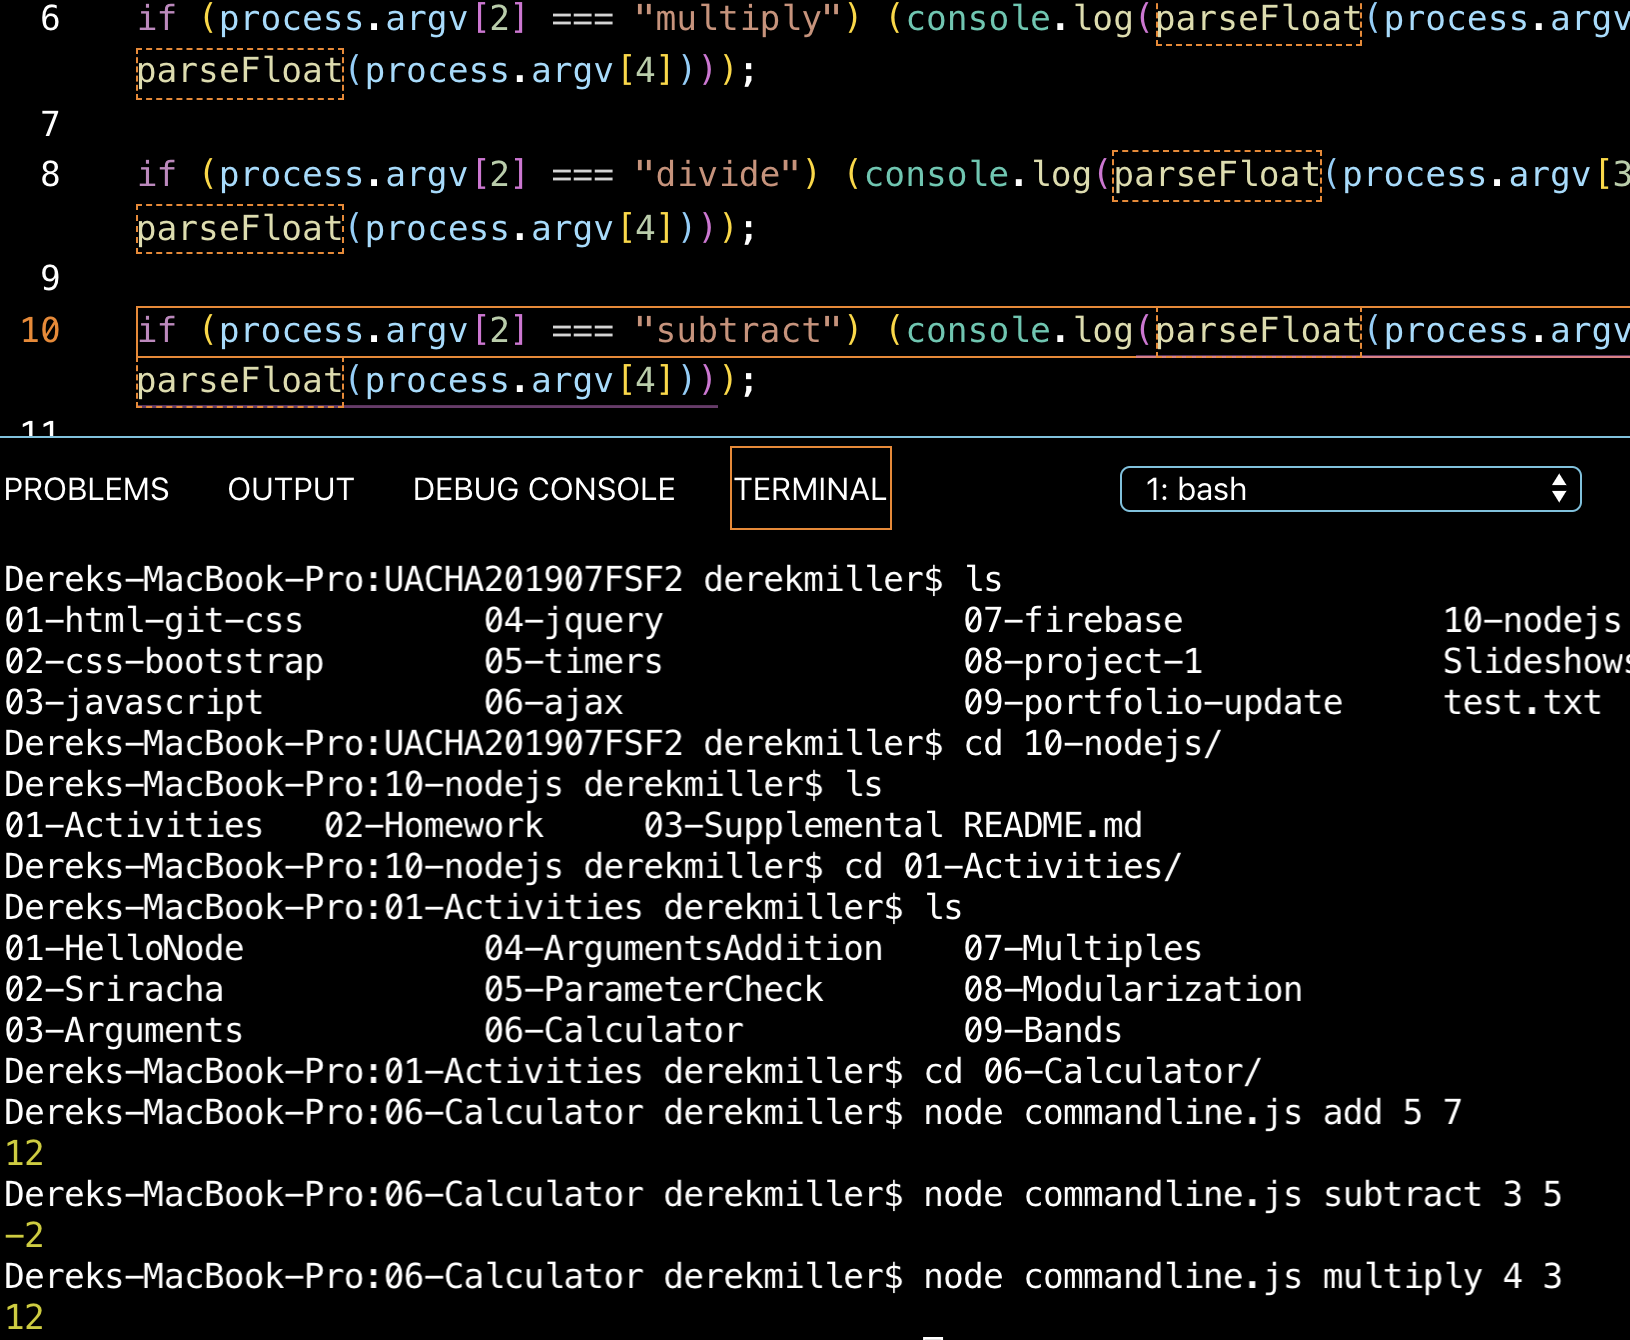 6 if (process.argv[2] === "multiply") (console.log(parseFloat(process.argv
parseFloat(process.argv[4])));
7
8 if (process.argv[2] === "divide") (console.log(parseFloat(process.argv[3
parseFloat(process.argv[4])));
9
10 if (process.argv[2] === "subtract") (console.log(parseFloat(process.argv
parseFloat(process.argv[4])));
11
PROBLEMS OUTPUT DEBUG CONSOLE TERMINAL 1: bash
Dereks-MacBook-Pro:UACHA201907FSF2 derekmiller$ ls
01-html-git-css 04-jquery 07-firebase 10-nodejs
02-css-bootstrap 05-timers 08-project-1 Slideshows
03-javascript 06-ajax 09-portfolio-update test.txt
Dereks-MacBook-Pro:UACHA201907FSF2 derekmiller$ cd 10-nodejs/
Dereks-MacBook-Pro:10-nodejs derekmiller$ ls
01-Activities 02-Homework 03-Supplemental README.md
Dereks-MacBook-Pro:10-nodejs derekmiller$ cd 01-Activities/
Dereks-MacBook-Pro:01-Activities derekmiller$ ls
01-HelloNode 04-ArgumentsAddition 07-Multiples
02-Sriracha 05-ParameterCheck 08-Modularization
03-Arguments 06-Calculator 09-Bands
Dereks-MacBook-Pro:01-Activities derekmiller$ cd 06-Calculator/
Dereks-MacBook-Pro:06-Calculator derekmiller$ node commandline.js add 5 7
12
Dereks-MacBook-Pro:06-Calculator derekmiller$ node commandline.js subtract 3 5
-2
Dereks-MacBook-Pro:06-Calculator derekmiller$ node commandline.js multiply 4 3
12